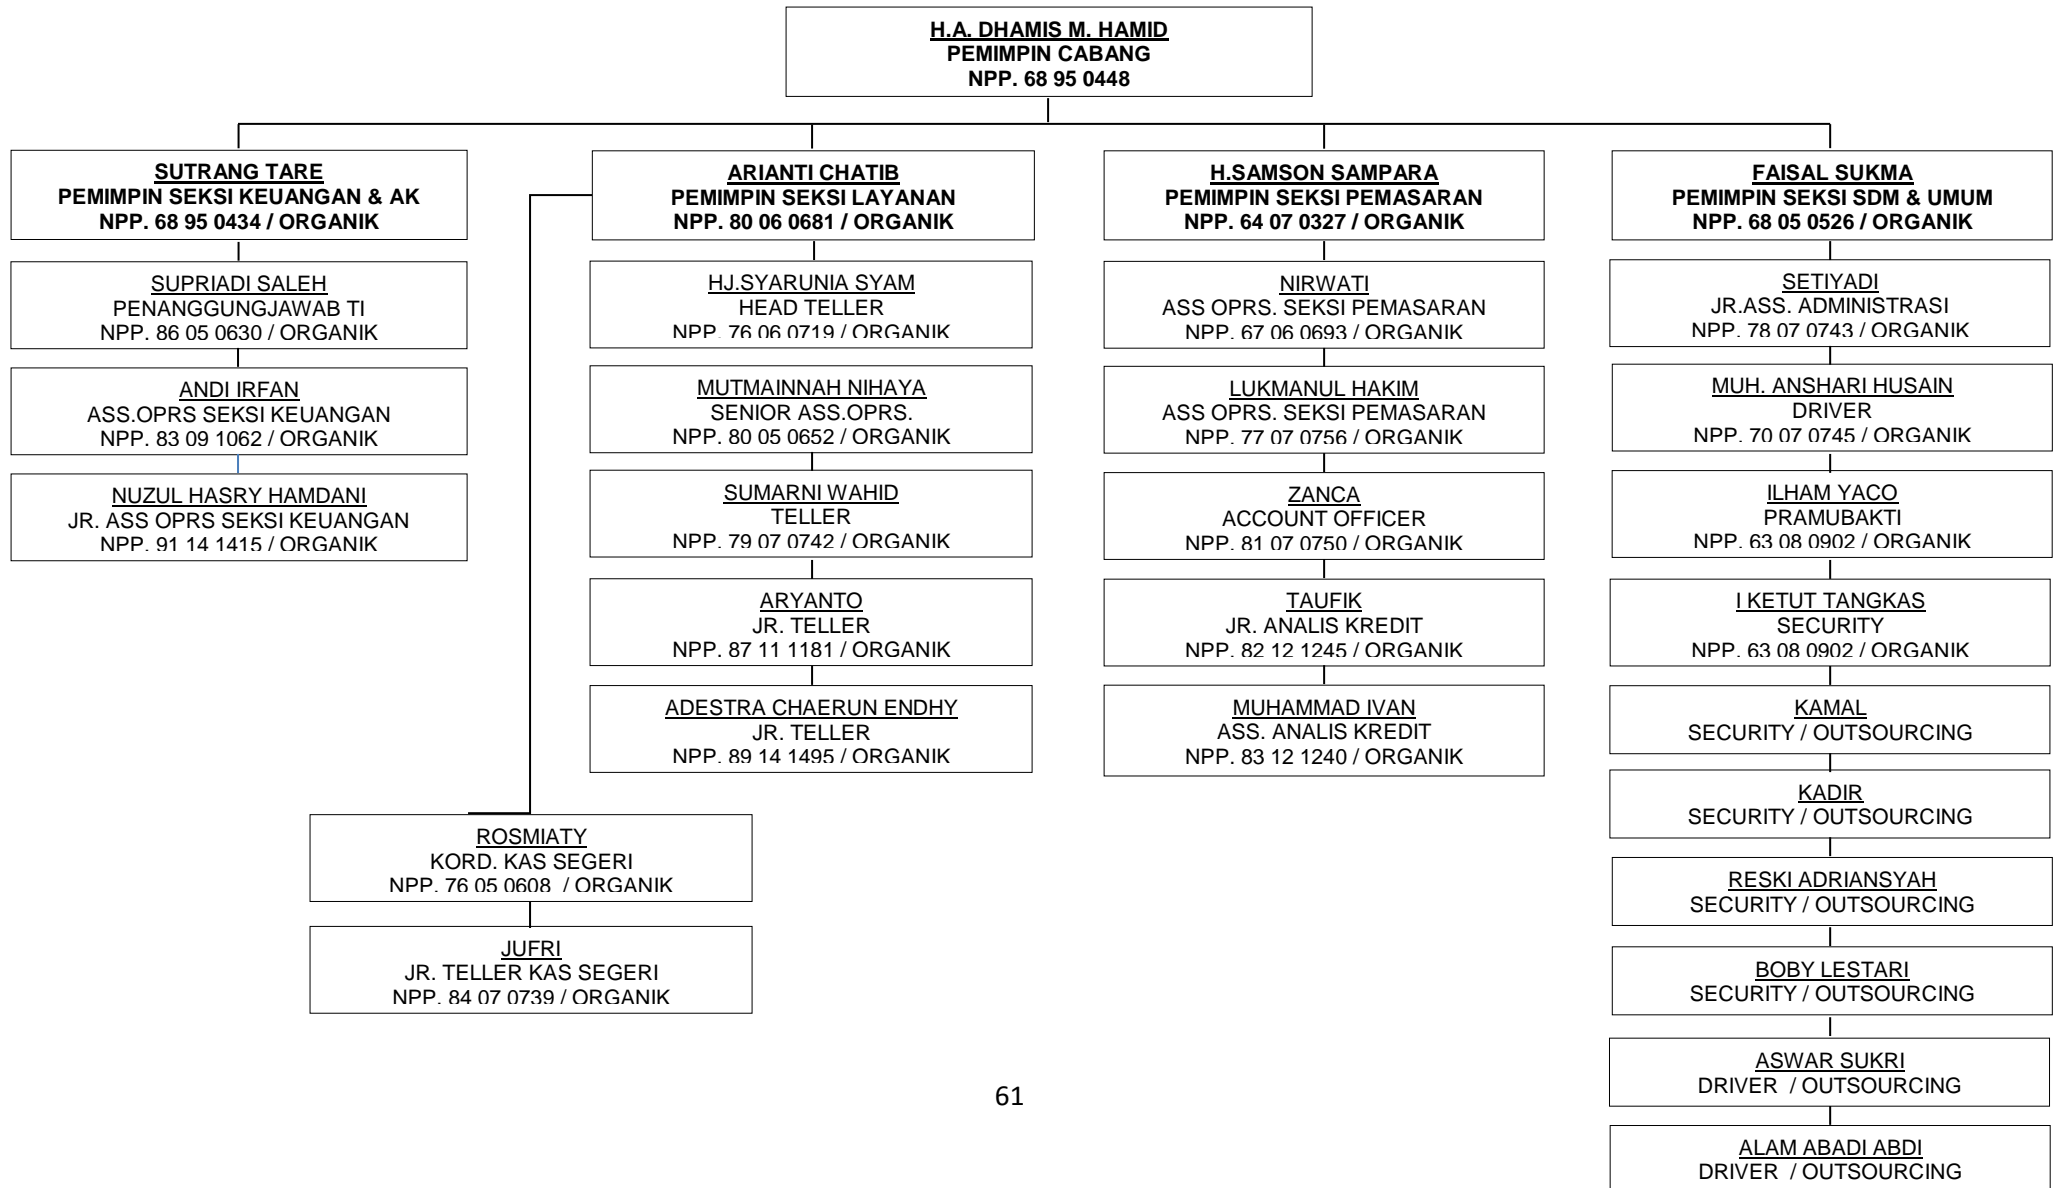 H.A. DHAMIS M. HAMID
PEMIMPIN CABANG
NPP. 68 95 0448
SUTRANG TARE
PEMIMPIN SEKSI KEUANGAN & AK
NPP. 68 95 0434 / ORGANIK
SUPRIADI SALEH
PENANGGUNGJAWAB TI
NPP. 86 05 0630 / ORGANIK
ANDI IRFAN
ASS.OPRS SEKSI KEUANGAN
NPP. 83 09 1062 / ORGANIK
NUZUL HASRY HAMDANI
JR. ASS OPRS SEKSI KEUANGAN
NPP. 91 14 1415 / ORGANIK
ARIANTI CHATIB
PEMIMPIN SEKSI LAYANAN
NPP. 80 06 0681 / ORGANIK
HJ.SYARUNIA SYAM
HEAD TELLER
NPP. 76 06 0719 / ORGANIK
MUTMAINNAH NIHAYA
SENIOR ASS.OPRS.
NPP. 80 05 0652 / ORGANIK
SUMARNI WAHID
TELLER
NPP. 79 07 0742 / ORGANIK
ARYANTO
JR. TELLER
NPP. 87 11 1181 / ORGANIK
ADESTRA CHAERUN ENDHY
JR. TELLER
NPP. 89 14 1495 / ORGANIK
ROSMIATY
KORD. KAS SEGERI
NPP. 76 05 0608 / ORGANIK
JUFRI
JR. TELLER KAS SEGERI
NPP. 84 07 0739 / ORGANIK
H.SAMSON SAMPARA
PEMIMPIN SEKSI PEMASARAN
NPP. 64 07 0327 / ORGANIK
NIRWATI
ASS OPRS. SEKSI PEMASARAN
NPP. 67 06 0693 / ORGANIK
LUKMANUL HAKIM
ASS OPRS. SEKSI PEMASARAN
NPP. 77 07 0756 / ORGANIK
ZANCA
ACCOUNT OFFICER
NPP. 81 07 0750 / ORGANIK
TAUFIK
JR. ANALIS KREDIT
NPP. 82 12 1245 / ORGANIK
MUHAMMAD IVAN
ASS. ANALIS KREDIT
NPP. 83 12 1240 / ORGANIK
FAISAL SUKMA
PEMIMPIN SEKSI SDM & UMUM
NPP. 68 05 0526 / ORGANIK
SETIYADI
JR.ASS. ADMINISTRASI
NPP. 78 07 0743 / ORGANIK
MUH. ANSHARI HUSAIN
DRIVER
NPP. 70 07 0745 / ORGANIK
ILHAM YACO
PRAMUBAKTI
NPP. 63 08 0902 / ORGANIK
I KETUT TANGKAS
SECURITY
NPP. 63 08 0902 / ORGANIK
KAMAL
SECURITY / OUTSOURCING
KADIR
SECURITY / OUTSOURCING
RESKI ADRIANSYAH
SECURITY / OUTSOURCING
BOBY LESTARI
SECURITY / OUTSOURCING
ASWAR SUKRI
DRIVER / OUTSOURCING
ALAM ABADI ABDI
DRIVER / OUTSOURCING
61